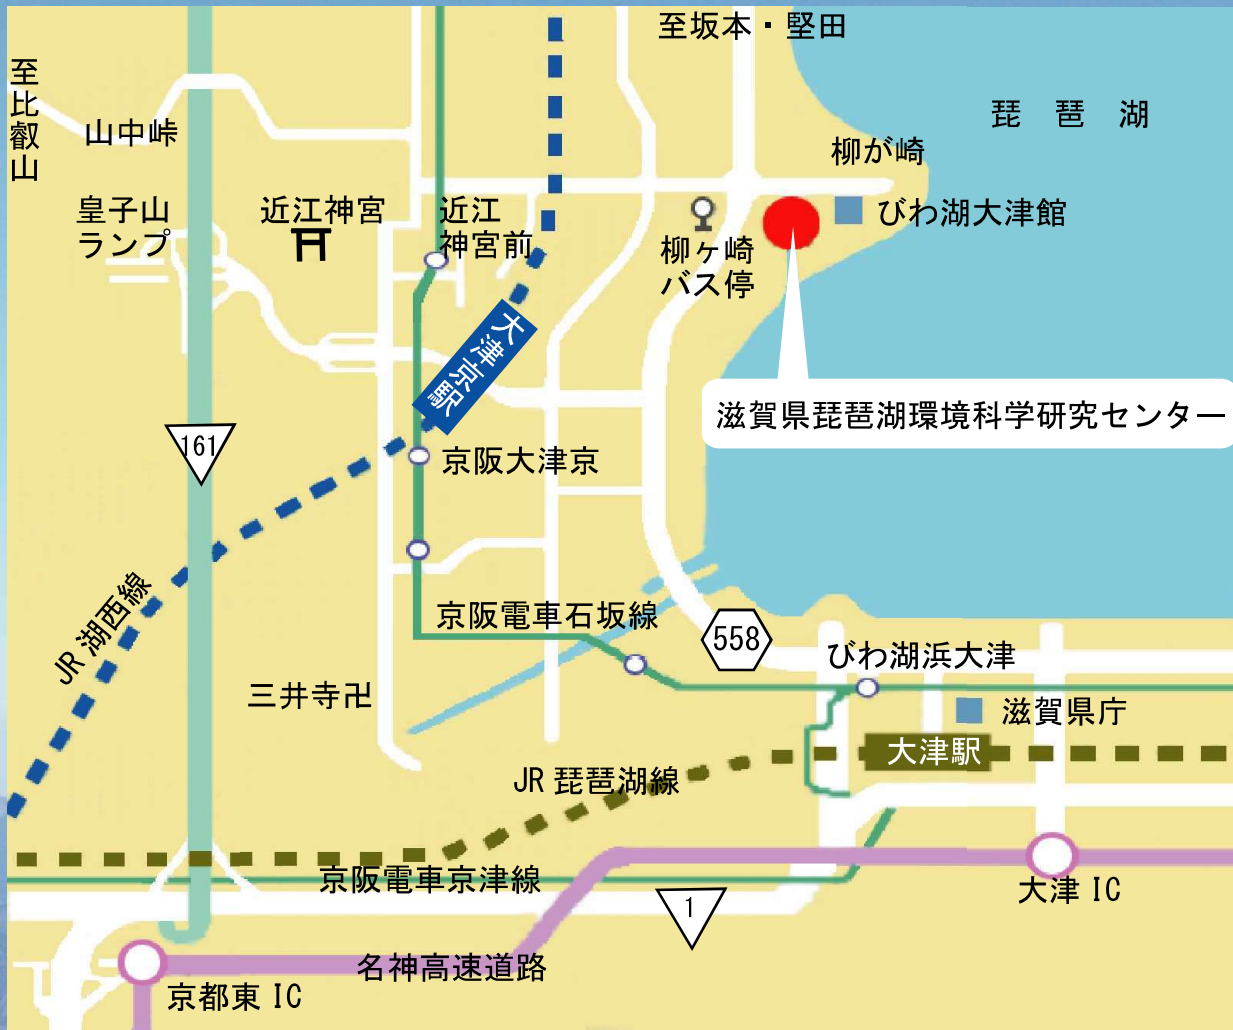 至坂本・堅田
至比叡山
琵琶湖
山中峠
柳が崎
皇子山
ランプ
近江神宮
近江
神宮前
びわ湖大津館
柳ヶ崎
バス停
大津京駅
滋賀県琵琶湖環境科学研究センター
161
京阪大津京
JR 湖西線
京阪電車石坂線
558
びわ湖浜大津
三井寺卍
滋賀県庁
大津駅
JR 琵琶湖線
京阪電車京津線
大津 IC
1
名神高速道路
京都東 IC